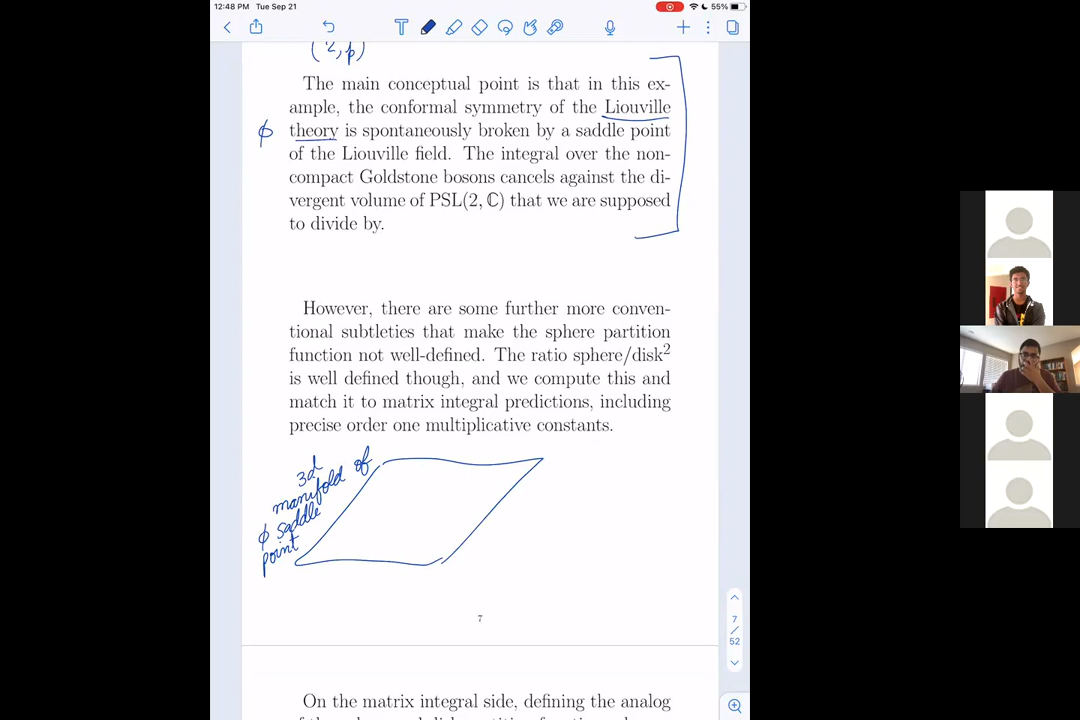 12:48 PM Tue Sep 21
55%
T
(2, p)
The main conceptual point is that in this ex-
ample, the conformal symmetry of the Liouville
ϕ theory is spontaneously broken by a saddle point
of the Liouville field. The integral over the non-
compact Goldstone bosons cancels against the di-
vergent volume of PSL(2, ℂ) that we are supposed
to divide by.
However, there are some further more conven-
tional subtleties that make the sphere partition
function not well-defined. The ratio sphere/disk²
is well defined though, and we compute this and
match it to matrix integral predictions, including
precise order one multiplicative constants.
3d
manifold of
ϕ saddle
point
7
7
/
52
On the matrix integral side, defining the analog